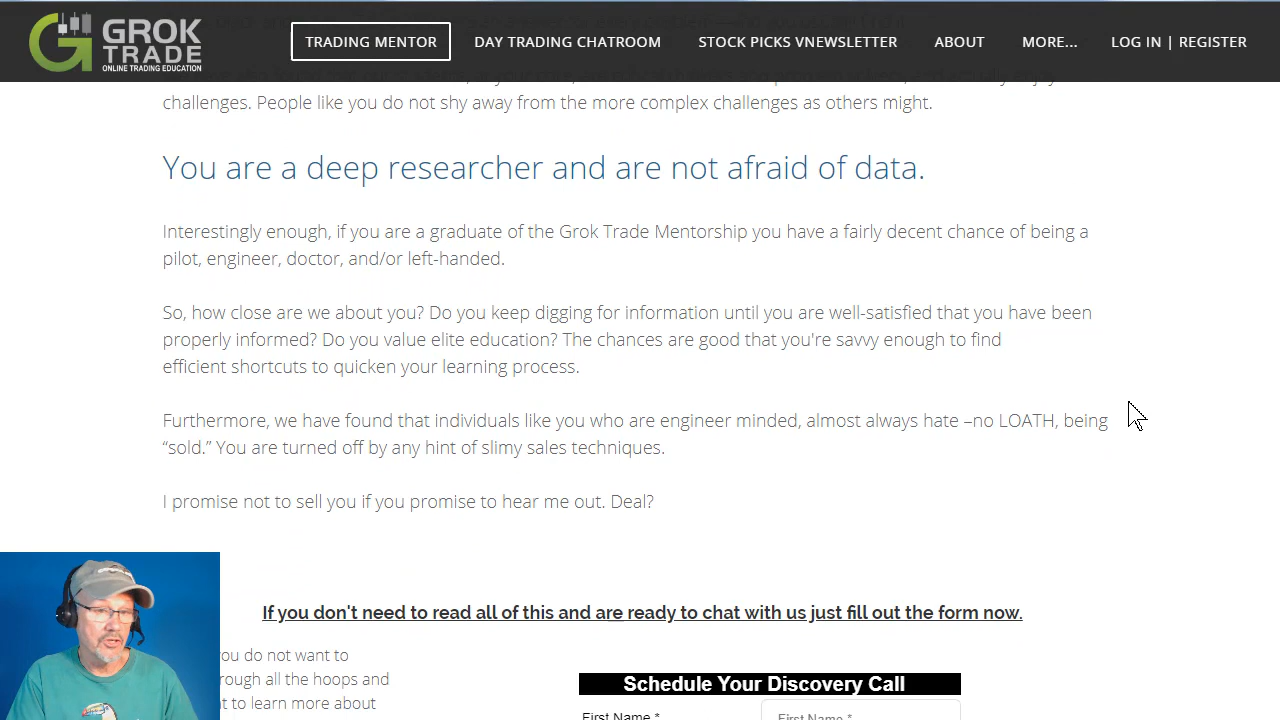 GROK
TRADE
ONLINE TRADING EDUCATION
TRADING MENTOR
DAY TRADING CHATROOM
STOCK PICKS VNEWSLETTER
ABOUT
MORE...
LOG IN | REGISTER
challenges. People like you do not shy away from the more complex challenges as others might.
You are a deep researcher and are not afraid of data.
Interestingly enough, if you are a graduate of the Grok Trade Mentorship you have a fairly decent chance of being a
pilot, engineer, doctor, and/or left-handed.
So, how close are we about you? Do you keep digging for information until you are well-satisfied that you have been
properly informed? Do you value elite education? The chances are good that you're savvy enough to find
efficient shortcuts to quicken your learning process.
Furthermore, we have found that individuals like you who are engineer minded, almost always hate –no LOATH, being
“sold.” You are turned off by any hint of slimy sales techniques.
I promise not to sell you if you promise to hear me out. Deal?
If you don't need to read all of this and are ready to chat with us just fill out the form now.
you do not want to
rough all the hoops and
t to learn more about
Schedule Your Discovery Call
First Name *
First Name *